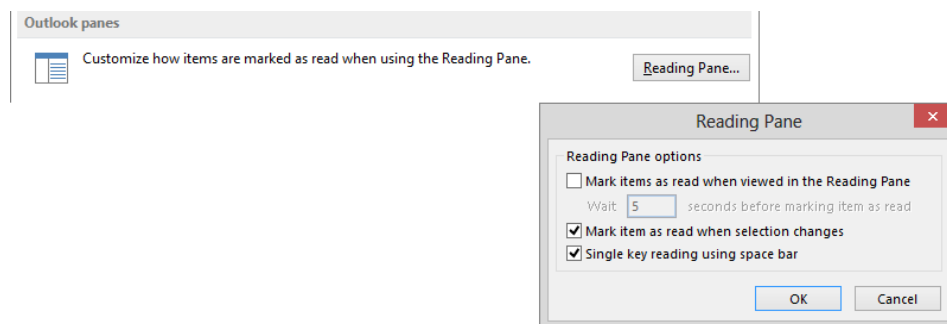 Outlook panes
Customize how items are marked as read when using the Reading Pane.
Reading Pane...
Reading Pane
Reading Pane options
Mark items as read when viewed in the Reading Pane
Wait 5 seconds before marking item as read
Mark item as read when selection changes
Single key reading using space bar
OK Cancel